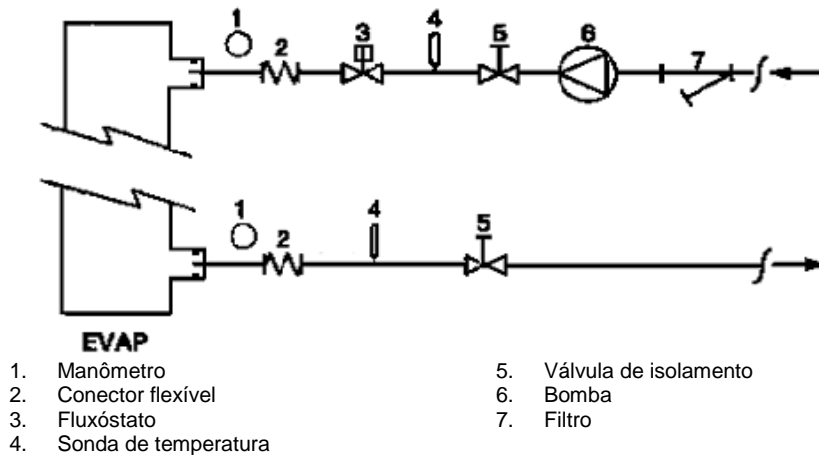 1 2 3 4 5 6 7
1 2 4 5
EVAP
1. Manômetro
2. Conector flexível
3. Fluxóstato
4. Sonda de temperatura
5. Válvula de isolamento
6. Bomba
7. Filtro